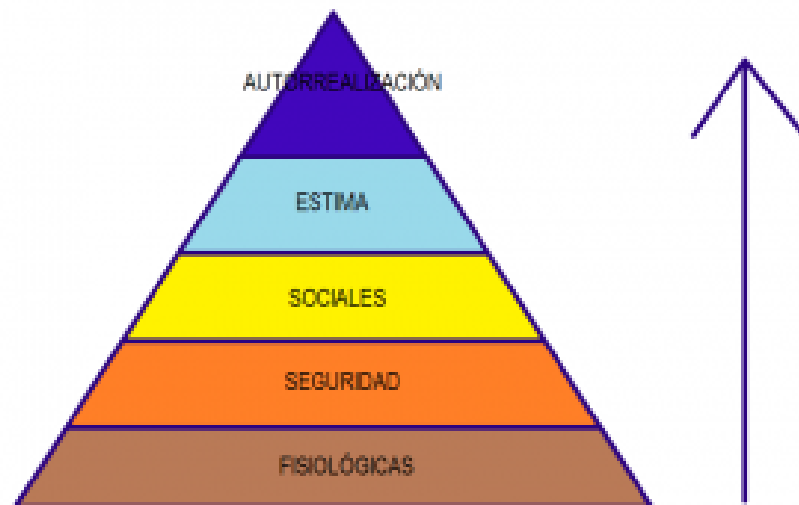 AUTORREALIZACIÓN
ESTIMA
SOCIALES
SEGURIDAD
FISIOLÓGICAS